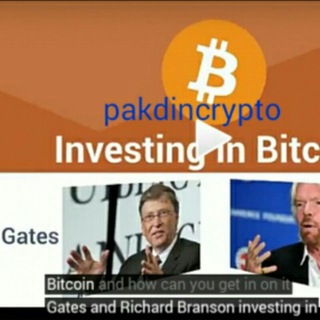 pakdincrypto
Investing in Bitc
Gates
Bitcoin and how can you get in on it
Gates and Richard Branson investing in